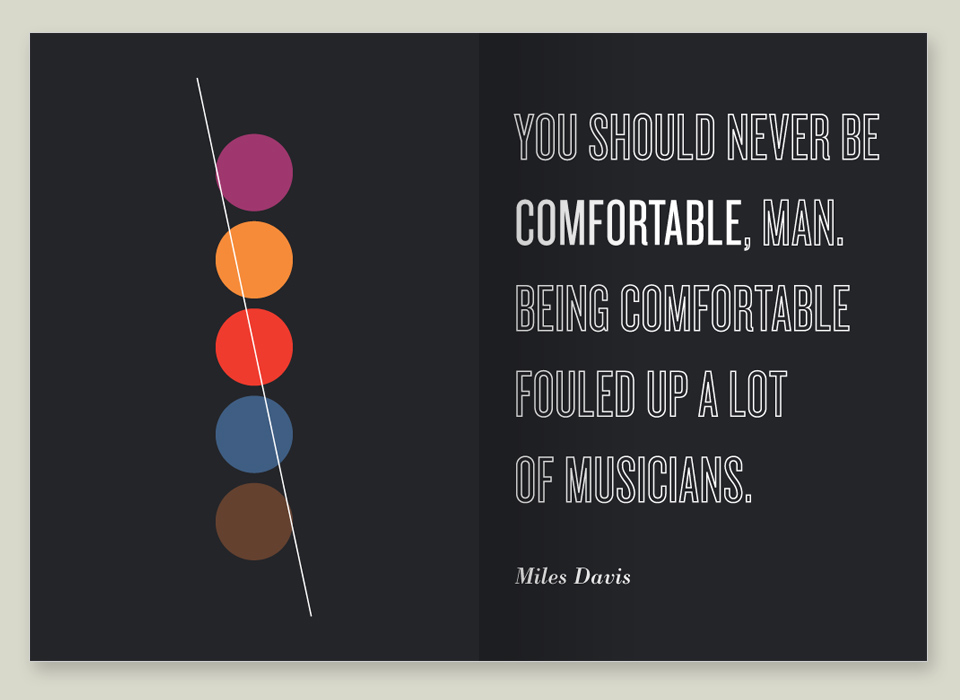 YOU SHOULD NEVER BE
COMFORTABLE, MAN.
BEING COMFORTABLE
FOULED UP A LOT
OF MUSICIANS.
Miles Davis